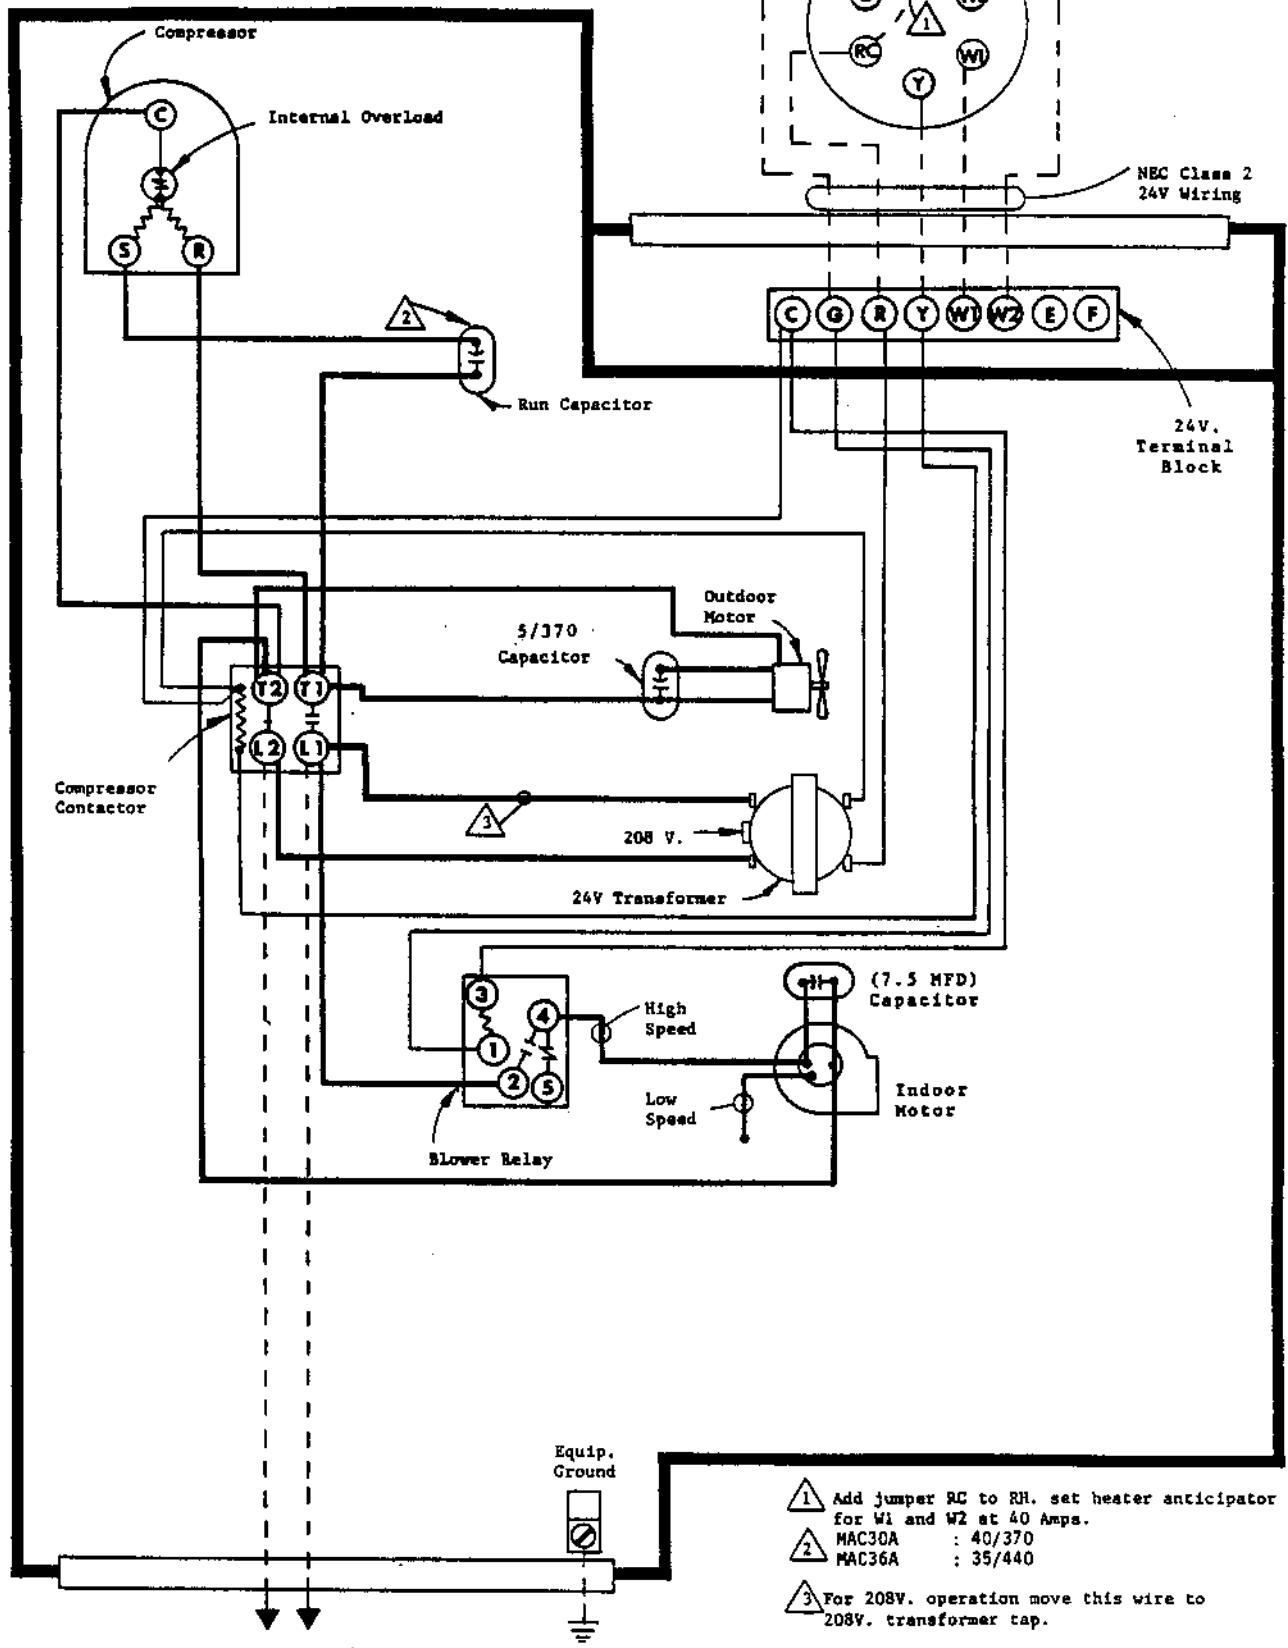 Compressor
C
Internal Overload
S
R
1
RC
W1
Y
NEC Class 2
24V Wiring
C G R Y W1 W2 E F
24V.
Terminal
Block
2
Run Capacitor
Outdoor
Motor
5/370
Capacitor
T2 T1
L2 L1
Compressor
Contactor
3
208 V.
24V Transformer
3
4
1
2
5
High
Speed
Low
Speed
(7.5 MFD)
Capacitor
Indoor
Motor
Blower Relay
Equip.
Ground
1 Add jumper RC to RH. set heater anticipator
for W1 and W2 at 40 Amps.
2 MAC30A : 40/370
MAC36A : 35/440
3 For 208V. operation move this wire to
208V. transformer tap.